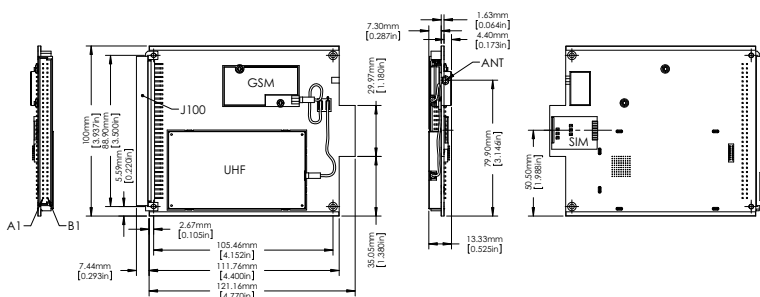 1.63mm
[0.064in]
7.30mm
[0.287in]
4.40mm
[0.173in]
ANT
GSM
J100
UHF
SIM
29.97mm
[1.180in]
100mm
[3.937in]
88.90mm
[3.500in]
5.59mm
[0.220in]
79.90mm
[3.146in]
50.50mm
[1.988in]
A1
B1
2.67mm
[0.105in]
35.05mm
[1.380in]
105.46mm
[4.152in]
13.33mm
[0.525in]
7.44mm
[0.293in]
111.76mm
[4.400in]
121.16mm
[4.770in]